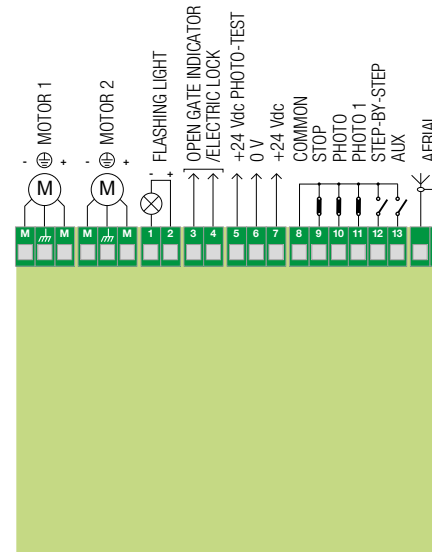 - ⏚ MOTOR 1 +
- ⏚ MOTOR 2 +
FLASHING LIGHT
- +
OPEN GATE INDICATOR
/ELECTRIC LOCK
+24 Vdc PHOTO-TEST
0 V
+24 Vdc
COMMON
STOP
PHOTO
PHOTO 1
STEP-BY-STEP
AUX
AERIAL
M
M
M M M M 1 2 3 4 5 6 7 8 9 10 11 12 13